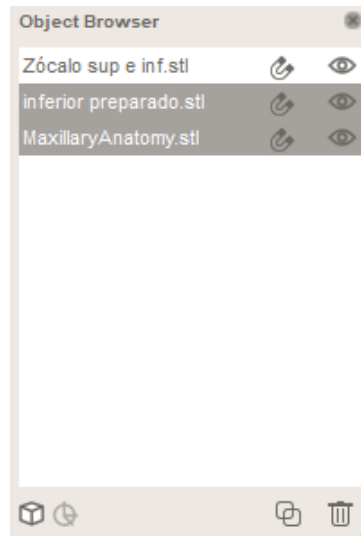 Object Browser
Zócalo sup e inf.stl
inferior preparado.stl
MaxillaryAnatomy.stl